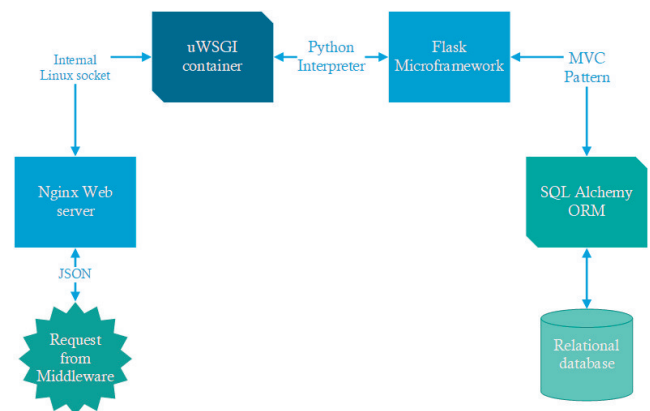 uWSGI
container
Internal
Linux socket
Python
Interpreter
Flask
Microframework
MVC
Pattern
Nginx Web
server
SQL Alchemy
ORM
JSON
Request
from
Middleware
Relational
database